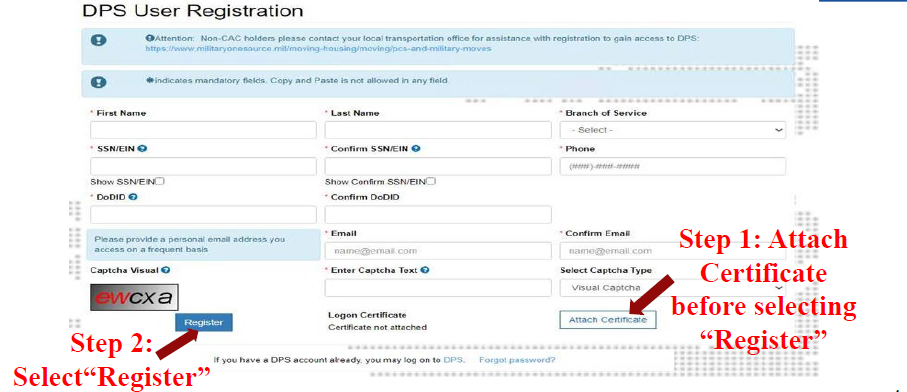 DPS User Registration
Attention: Non-CAC holders please contact your local transportation office for assistance with registration to gain access to DPS:
https://www.militaryonesource.mil/moving-housing/moving/pcs-and-military-moves
*indicates mandatory fields. Copy and Paste is not allowed in any field.
* First Name
* Last Name
* Branch of Service
- Select -
* SSN/EIN ?
* Confirm SSN/EIN ?
* Phone
(###)-###-####
Show SSN/EIN
Show Confirm SSN/EIN
* DoDID ?
* Confirm DoDID
Please provide a personal email address you
access on a frequent basis
* Email
name@email.com
* Confirm Email
name@email.com
Step 1: Attach
Certificate
before selecting
“Register”
Captcha Visual ?
* Enter Captcha Text ?
Select Captcha Type
Visual Captcha
ewcxa
Register
Logon Certificate
Certificate not attached
Attach Certificate
Step 2:
Select“Register”
If you have a DPS account already, you may log on to DPS. Forgot password?